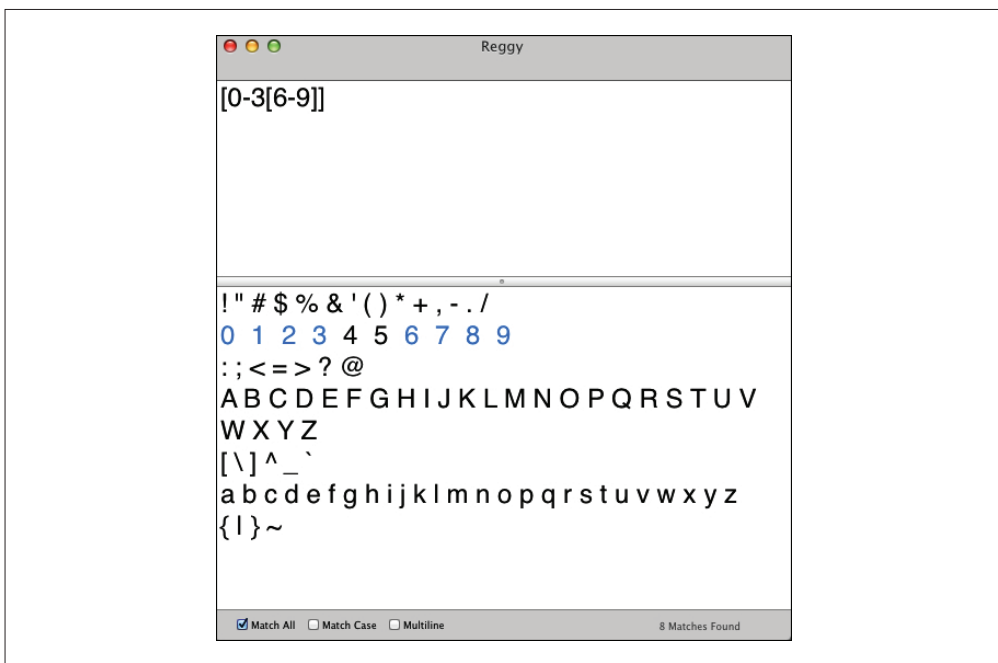 Reggy
[0-3[6-9]]
! " # $ % & ' ( ) * + , - . /
0 1 2 3 4 5 6 7 8 9
: ; < = > ? @
A B C D E F G H I J K L M N O P Q R S T U V
W X Y Z
[ \ ] ^ _ `
a b c d e f g h i j k l m n o p q r s t u v w x y z
{ | } ~
Match All Match Case Multiline 8 Matches Found